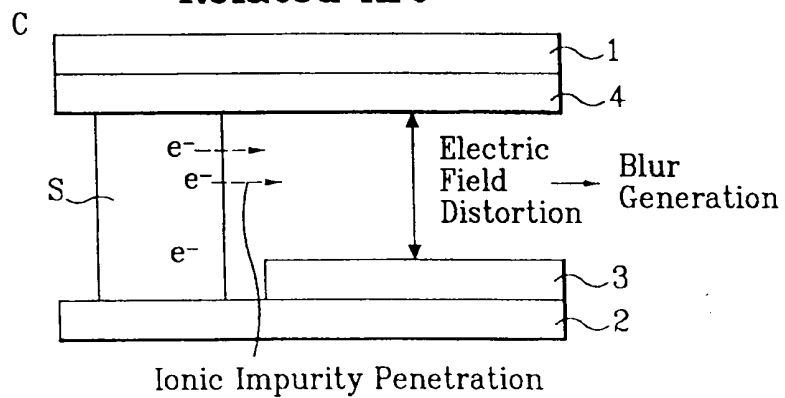 C
1
4
e-
Electric
Field
Distortion
Blur
Generation
e-
S
e-
3
2
Ionic Impurity Penetration